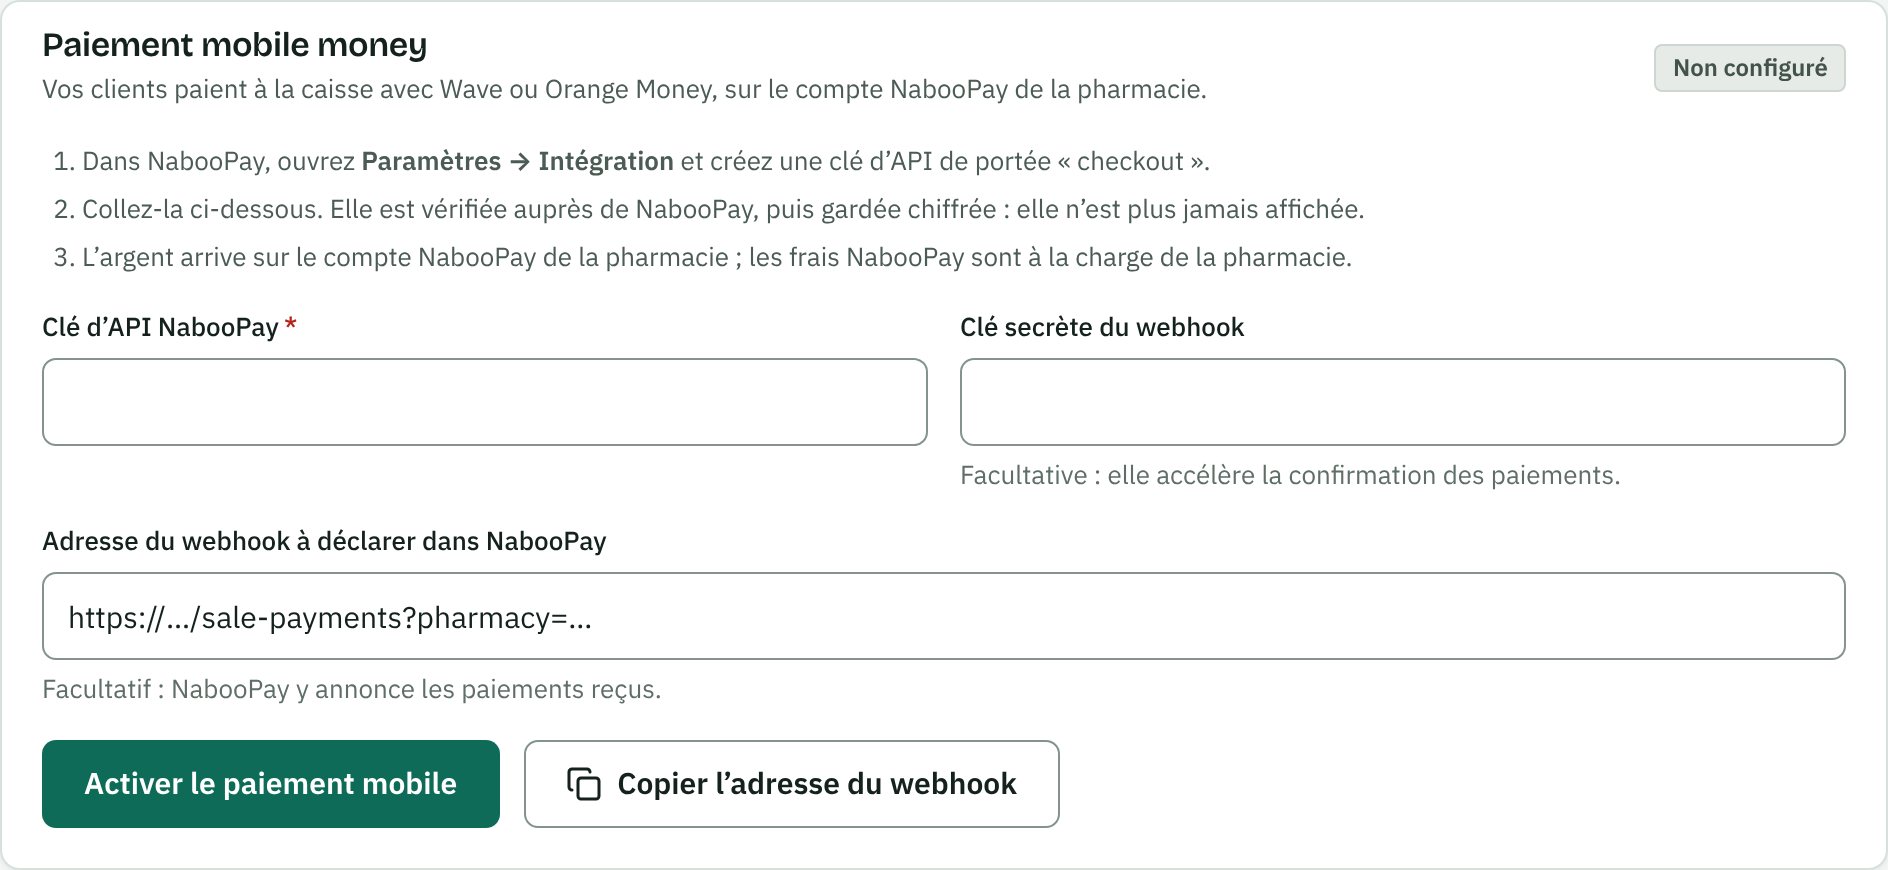 Paiement mobile money
Non configuré
Vos clients paient à la caisse avec Wave ou Orange Money, sur le compte NabooPay de la pharmacie.
1. Dans NabooPay, ouvrez Paramètres → Intégration et créez une clé d’API de portée « checkout ».
2. Collez-la ci-dessous. Elle est vérifiée auprès de NabooPay, puis gardée chiffrée : elle n’est plus jamais affichée.
3. L’argent arrive sur le compte NabooPay de la pharmacie ; les frais NabooPay sont à la charge de la pharmacie.
Clé d’API NabooPay *
Clé secrète du webhook
Facultative : elle accélère la confirmation des paiements.
Adresse du webhook à déclarer dans NabooPay
https://…/sale-payments?pharmacy=…
Facultatif : NabooPay y annonce les paiements reçus.
Activer le paiement mobile
Copier l’adresse du webhook